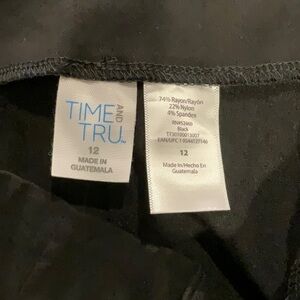 TIME
AND
TRU™
12
MADE IN
GUATEMALA
74% Rayon/Rayón
22% Nylon
4% Spandex
Black
12
Made In/Hecho En
Guatemala